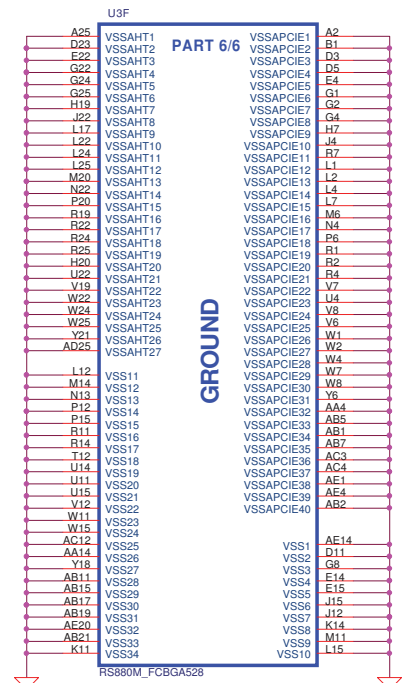 U3F
PART 6/6
GROUND
A25 VSSAHT1
D23 VSSAHT2
E22 VSSAHT3
G22 VSSAHT4
G24 VSSAHT5
G25 VSSAHT6
H19 VSSAHT7
J22 VSSAHT8
L17 VSSAHT9
L22 VSSAHT10
L24 VSSAHT11
L25 VSSAHT12
M20 VSSAHT13
N22 VSSAHT14
P20 VSSAHT15
R19 VSSAHT16
R22 VSSAHT17
R24 VSSAHT18
R25 VSSAHT19
H20 VSSAHT20
U22 VSSAHT21
V19 VSSAHT22
W22 VSSAHT23
W24 VSSAHT24
W25 VSSAHT25
Y21 VSSAHT26
AD25 VSSAHT27
L12 VSS11
M14 VSS12
N13 VSS13
P12 VSS14
P15 VSS15
R11 VSS16
R14 VSS17
T12 VSS18
U14 VSS19
U11 VSS20
U15 VSS21
V12 VSS22
W11 VSS23
W15 VSS24
AC12 VSS25
AA14 VSS26
Y18 VSS27
AB11 VSS28
AB15 VSS29
AB17 VSS30
AB19 VSS31
AE20 VSS32
AB21 VSS33
K11 VSS34
VSSAPCIE1 A2
VSSAPCIE2 B1
VSSAPCIE3 D3
VSSAPCIE4 D5
VSSAPCIE5 E4
VSSAPCIE6 G1
VSSAPCIE7 G2
VSSAPCIE8 G4
VSSAPCIE9 H7
VSSAPCIE10 J4
VSSAPCIE11 R7
VSSAPCIE12 L1
VSSAPCIE13 L2
VSSAPCIE14 L4
VSSAPCIE15 L7
VSSAPCIE16 M6
VSSAPCIE17 N4
VSSAPCIE18 P6
VSSAPCIE19 R1
VSSAPCIE20 R2
VSSAPCIE21 R4
VSSAPCIE22 V7
VSSAPCIE23 U4
VSSAPCIE24 V8
VSSAPCIE25 V6
VSSAPCIE26 W1
VSSAPCIE27 W2
VSSAPCIE28 W4
VSSAPCIE29 W7
VSSAPCIE30 W8
VSSAPCIE31 Y6
VSSAPCIE32 AA4
VSSAPCIE33 AB5
VSSAPCIE34 AB1
VSSAPCIE35 AB7
VSSAPCIE36 AC3
VSSAPCIE37 AC4
VSSAPCIE38 AE1
VSSAPCIE39 AE4
VSSAPCIE40 AB2
VSS1 AE14
VSS2 D11
VSS3 G8
VSS4 E14
VSS5 E15
VSS6 J15
VSS7 J12
VSS8 K14
VSS9 M11
VSS10 L15
RS880M_FCBGA528